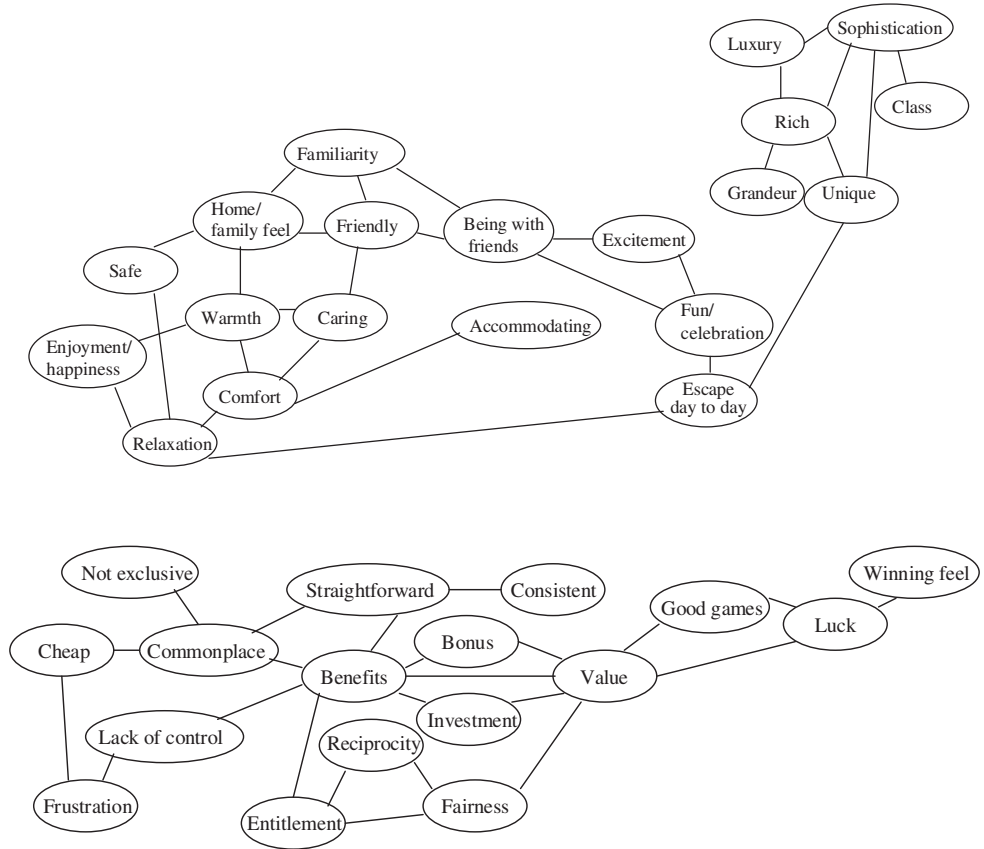 Sophistication
Luxury
Class
Rich
Familiarity
Grandeur
Unique
Home/
family feel
Friendly
Being with
friends
Excitement
Safe
Warmth
Caring
Accommodating
Fun/
celebration
Enjoyment/
happiness
Comfort
Escape
day to day
Relaxation
Not exclusive
Straightforward
Consistent
Good games
Winning feel
Luck
Cheap
Commonplace
Bonus
Benefits
Value
Investment
Lack of control
Reciprocity
Frustration
Entitlement
Fairness